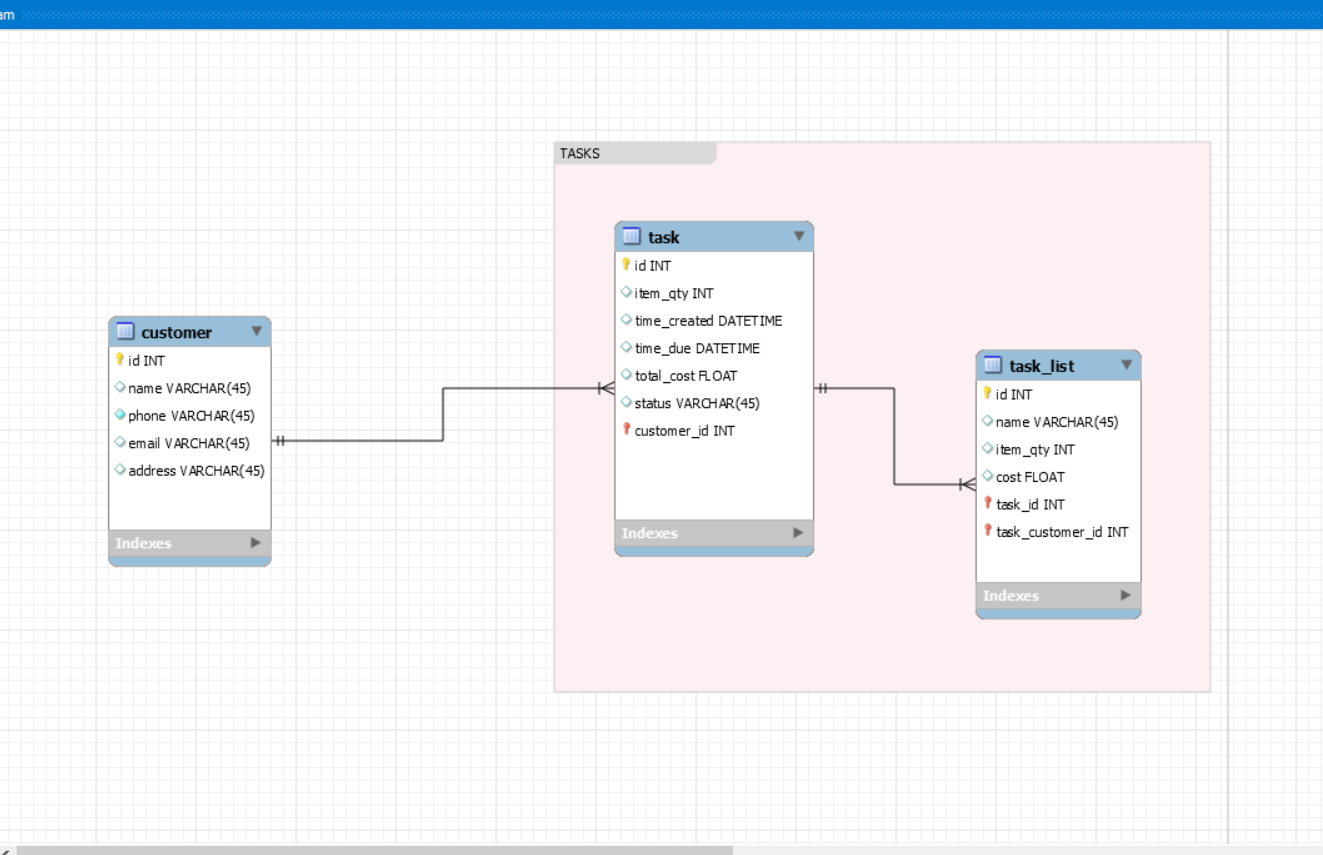 TASKS
customer
id INT
name VARCHAR(45)
phone VARCHAR(45)
email VARCHAR(45)
address VARCHAR(45)
Indexes
task
id INT
item_qty INT
time_created DATETIME
time_due DATETIME
total_cost FLOAT
status VARCHAR(45)
customer_id INT
Indexes
task_list
id INT
name VARCHAR(45)
item_qty INT
cost FLOAT
task_id INT
task_customer_id INT
Indexes